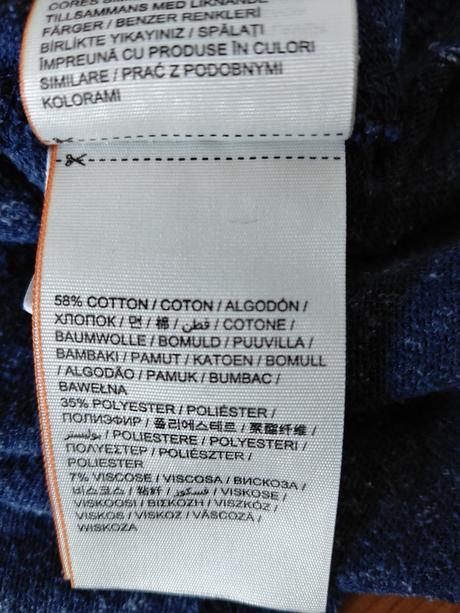 TILLSAMMANS MED LIKNANDE
FÄRGER / BENZER RENKLERİ
BİRLİKTE YIKAYINIZ / SPĂLAȚI
ÎMPREUNĂ CU PRODUSE ÎN CULORI
SIMILARE / PRAĆ Z PODOBNYMI
KOLORAMI
58% COTTON / COTON / ALGODÓN /
ХЛОПОК / 면 / 棉 / قطن / COTONE /
BAUMWOLLE / BOMULD / PUUVILLA /
BAMBAKI / PAMUT / KATOEN / BOMULL
/ ALGODÃO / PAMUK / BUMBAC /
BAWEŁNA
35% POLYESTER / POLIÉSTER /
ПОЛИЭФИР / 폴리에스테르 / 聚酯纤维 /
بوليستر / POLIESTERE / POLYESTERI /
ΠΟΛΥΕΣΤΕΡ / POLIÉSZTER /
POLIESTER
7% VISCOSE / VISCOSA / ВИСКОЗА /
비스코스 / 粘纤 / فسكوز / VISKOSE /
VISKOOSI / ΒΙΣΚΟΖΗ / VISZKÓZ /
VISKOS / VISKOZ / VÂSCOZĂ /
WISKOZA